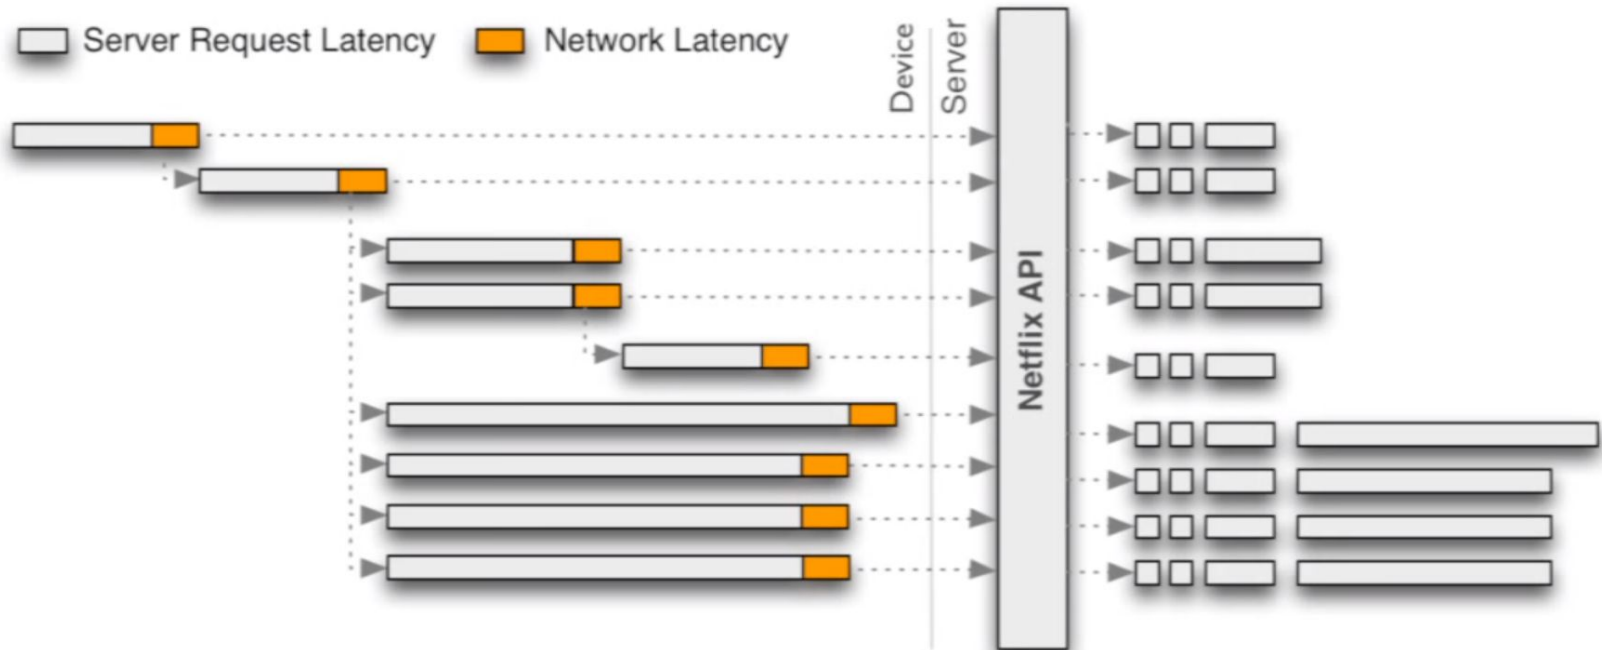 Server Request Latency
Network Latency
Device
Server
Netflix API